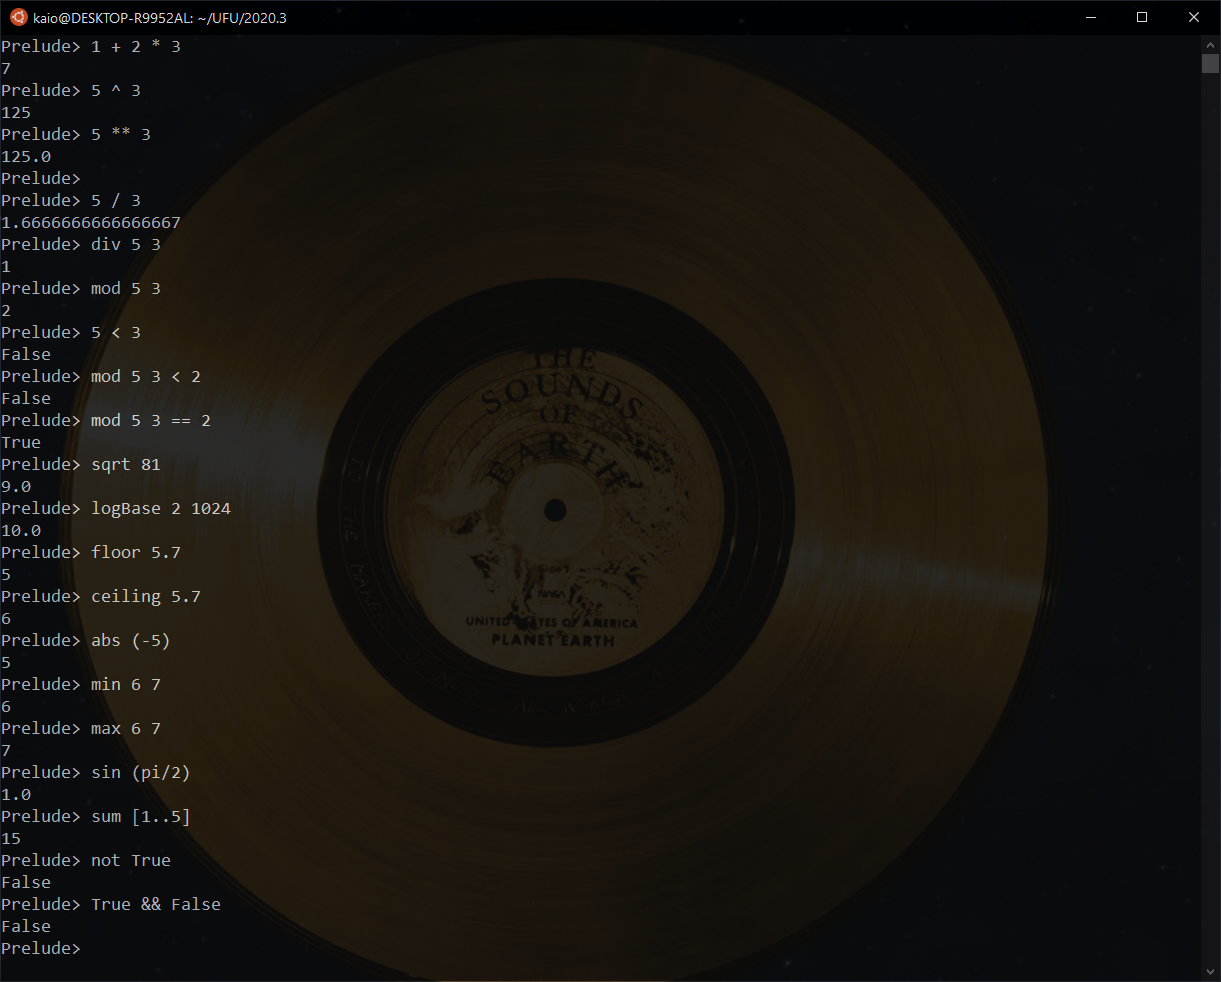 kaio@DESKTOP-R9952AL: ~/UFU/2020.3
Prelude> 1 + 2 * 3
7
Prelude> 5 ^ 3
125
Prelude> 5 ** 3
125.0
Prelude>
Prelude> 5 / 3
1.6666666666666667
Prelude> div 5 3
1
Prelude> mod 5 3
2
Prelude> 5 < 3
False
Prelude> mod 5 3 < 2
False
Prelude> mod 5 3 == 2
True
Prelude> sqrt 81
9.0
Prelude> logBase 2 1024
10.0
Prelude> floor 5.7
5
Prelude> ceiling 5.7
6
Prelude> abs (-5)
5
Prelude> min 6 7
6
Prelude> max 6 7
7
Prelude> sin (pi/2)
1.0
Prelude> sum [1..5]
15
Prelude> not True
False
Prelude> True && False
False
Prelude>
THE
SOUNDS
OF
EARTH
Side 1
NASA
UNITED STATES OF AMERICA
PLANET EARTH